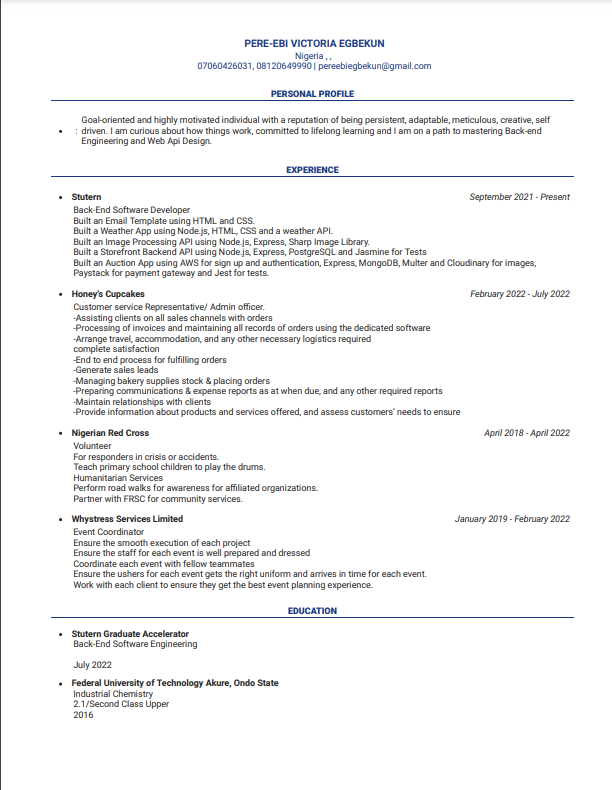 PERE-EBI VICTORIA EGBEKUN
Nigeria , ,
07060426031, 08120649990 | pereebiegbekun@gmail.com
PERSONAL PROFILE
Goal-oriented and highly motivated individual with a reputation of being persistent, adaptable, meticulous, creative, self
• : driven. I am curious about how things work, committed to lifelong learning and I am on a path to mastering Back-end
Engineering and Web Api Design.
EXPERIENCE
• Stutern September 2021 - Present
Back-End Software Developer
Built an Email Template using HTML and CSS.
Built a Weather App using Node.js, HTML, CSS and a weather API.
Built an Image Processing API using Node.js, Express, Sharp Image Library.
Built a Storefront Backend API using Node.js, Express, PostgreSQL and Jasmine for Tests
Built an Auction App using AWS for sign up and authentication, Express, MongoDB, Multer and Cloudinary for images,
Paystack for payment gateway and Jest for tests.
• Honey's Cupcakes February 2022 - July 2022
Customer service Representative/ Admin officer.
-Assisting clients on all sales channels with orders
-Processing of invoices and maintaining all records of orders using the dedicated software
-Arrange travel, accommodation, and any other necessary logistics required
complete satisfaction
-End to end process for fulfilling orders
-Generate sales leads
-Managing bakery supplies stock & placing orders
-Preparing communications & expense reports as at when due, and any other required reports
-Maintain relationships with clients
-Provide information about products and services offered, and assess customers' needs to ensure
• Nigerian Red Cross April 2018 - April 2022
Volunteer
For responders in crisis or accidents.
Teach primary school children to play the drums.
Humanitarian Services
Perform road walks for awareness for affiliated organizations.
Partner with FRSC for community services.
• Whystress Services Limited January 2019 - February 2022
Event Coordinator
Ensure the smooth execution of each project
Ensure the staff for each event is well prepared and dressed
Coordinate each event with fellow teammates
Ensure the ushers for each event gets the right uniform and arrives in time for each event.
Work with each client to ensure they get the best event planning experience.
EDUCATION
• Stutern Graduate Accelerator
Back-End Software Engineering
July 2022
• Federal University of Technology Akure, Ondo State
Industrial Chemistry
2.1/Second Class Upper
2016